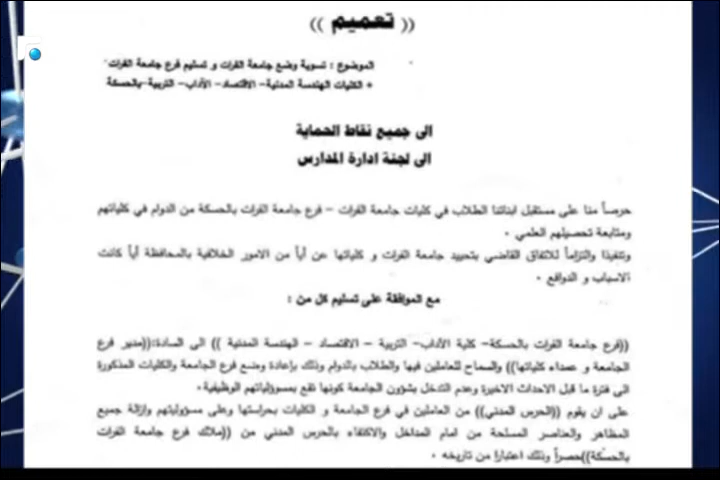 (( تعميم ))
الموضوع : تسوية وضع جامعة الفرات و تسليم فرع جامعة الفرات
+ الكليات الهندسة المدنية– الاقتصاد– الآداب– التربية–بالحسكة
الى جميع نقاط الحماية
الى لجنة ادارة المدارس
حرصاً منا على مستقبل ابنائنا الطلاب في كليات جامعة الفرات – فرع جامعة الفرات بالحسكة من الدوام في كلياتهم
ومتابعة تحصيلهم العلمي .
وتنفيذا والتزاماً للاتفاق القاضي بتحييد جامعة الفرات و كلياتها عن أياً من الامور الخلافية بالمحافظة أياً كانت
الاسباب و الدوافع .
مع الموافقة على تسليم كل من :
((فرع جامعة الفرات بالحسكة– كلية الآداب– التربية – الاقتصاد – الهندسة المدنية )) الى السادة:((مدير فرع
الجامعة و عمداء كلياتها)) والسماح للعاملين فيها والطلاب بالدوام وذلك بإعادة وضع فرع الجامعة والكليات المذكورة
الى فترة ما قبل الاحداث الاخيرة وعدم التدخل بشؤون الجامعة كونها تقع بمسؤولياتهم الوظيفية.
على ان يقوم ((الحرس المدني)) من العاملين في فرع الجامعة و الكليات بحراستها وعلى مسؤوليتهم وازالة جميع
المظاهر والعناصر المسلحة من امام المداخل والاكتفاء بالحرس المدني من ((ملاك فرع جامعة الفرات
بالحسكة))حصراً وذلك اعتبارا من تاريخه .